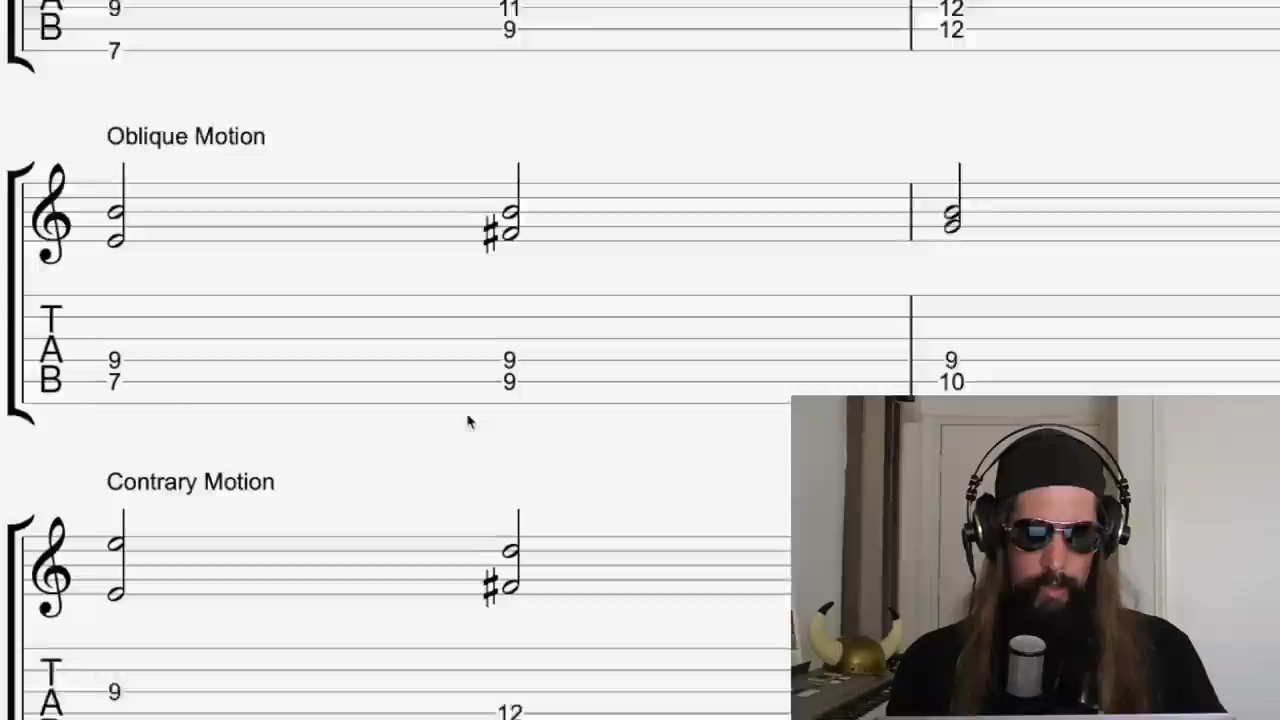 A 9 11 12
B 9 12
7
Oblique Motion
T
A 9 9 9
B 7 9 10
Contrary Motion
T
A 9
12